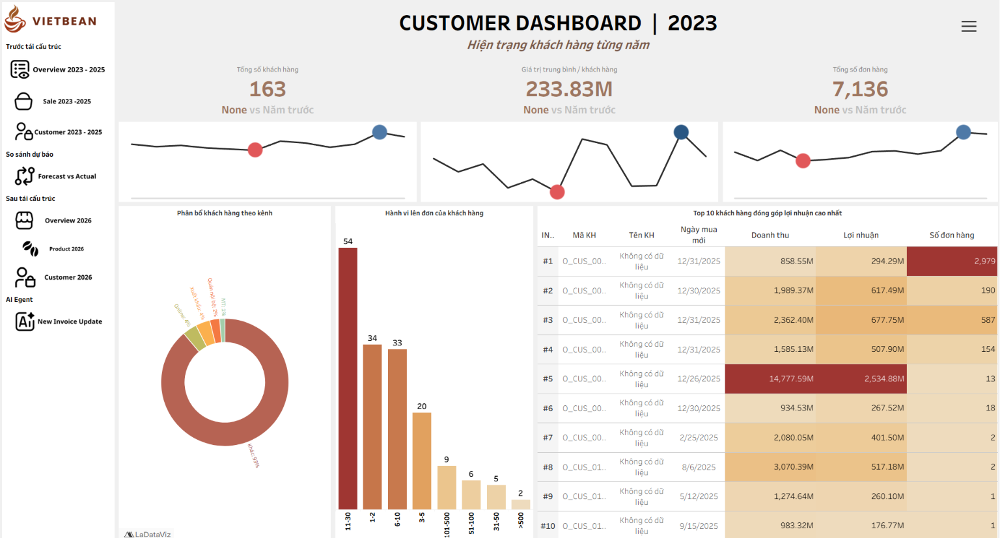 VIETBEAN
Trước tái cấu trúc
Overview 2023 - 2025
Sale 2023 -2025
Customer 2023 - 2025
So sánh dự báo
Forecast vs Actual
Sau tái cấu trúc
Overview 2026
Product 2026
Customer 2026
AI Egent
Ai New Invoice Update
CUSTOMER DASHBOARD | 2023
Hiện trạng khách hàng từng năm
Tổng số khách hàng
163
None vs Năm trước
Giá trị trung bình / khách hàng
233.83M
None vs Năm trước
Tổng số đơn hàng
7,136
None vs Năm trước
Phân bổ khách hàng theo kênh
Online: 4%
Xuất khẩu: 4%
Quán nội bộ: 2%
MT: 1%
Khác: 93%
LaDataViz
Hành vi lên đơn của khách hàng
54
34
33
20
9
6
5
2
11-30
1-2
6-10
3-5
101-500
51-100
31-50
>500
Top 10 khách hàng đóng góp lợi nhuận cao nhất
IN.. Mã KH Tên KH Ngày mua mới Doanh thu Lợi nhuận Số đơn hàng
#1 O_CUS_00.. Không có dữ liệu 12/31/2025 858.55M 294.29M 2,979
#2 O_CUS_00.. Không có dữ liệu 12/30/2025 1,989.37M 617.49M 190
#3 O_CUS_00.. Không có dữ liệu 12/31/2025 2,362.40M 677.75M 587
#4 O_CUS_00.. Không có dữ liệu 12/31/2025 1,585.13M 507.90M 154
#5 O_CUS_00.. Không có dữ liệu 12/26/2025 14,777.59M 2,534.88M 13
#6 O_CUS_00.. Không có dữ liệu 12/30/2025 934.53M 267.52M 18
#7 O_CUS_00.. Không có dữ liệu 2/25/2025 2,080.05M 401.50M 2
#8 O_CUS_01.. Không có dữ liệu 8/6/2025 3,070.39M 517.18M 2
#9 O_CUS_01.. Không có dữ liệu 5/12/2025 1,274.64M 260.10M 1
#10 O_CUS_01.. Không có dữ liệu 9/15/2025 983.32M 176.77M 1